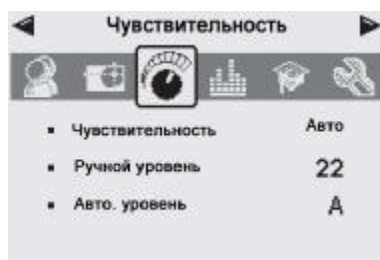 Чувствительность
Чувствительность Авто
Ручной уровень 22
Авто. уровень А